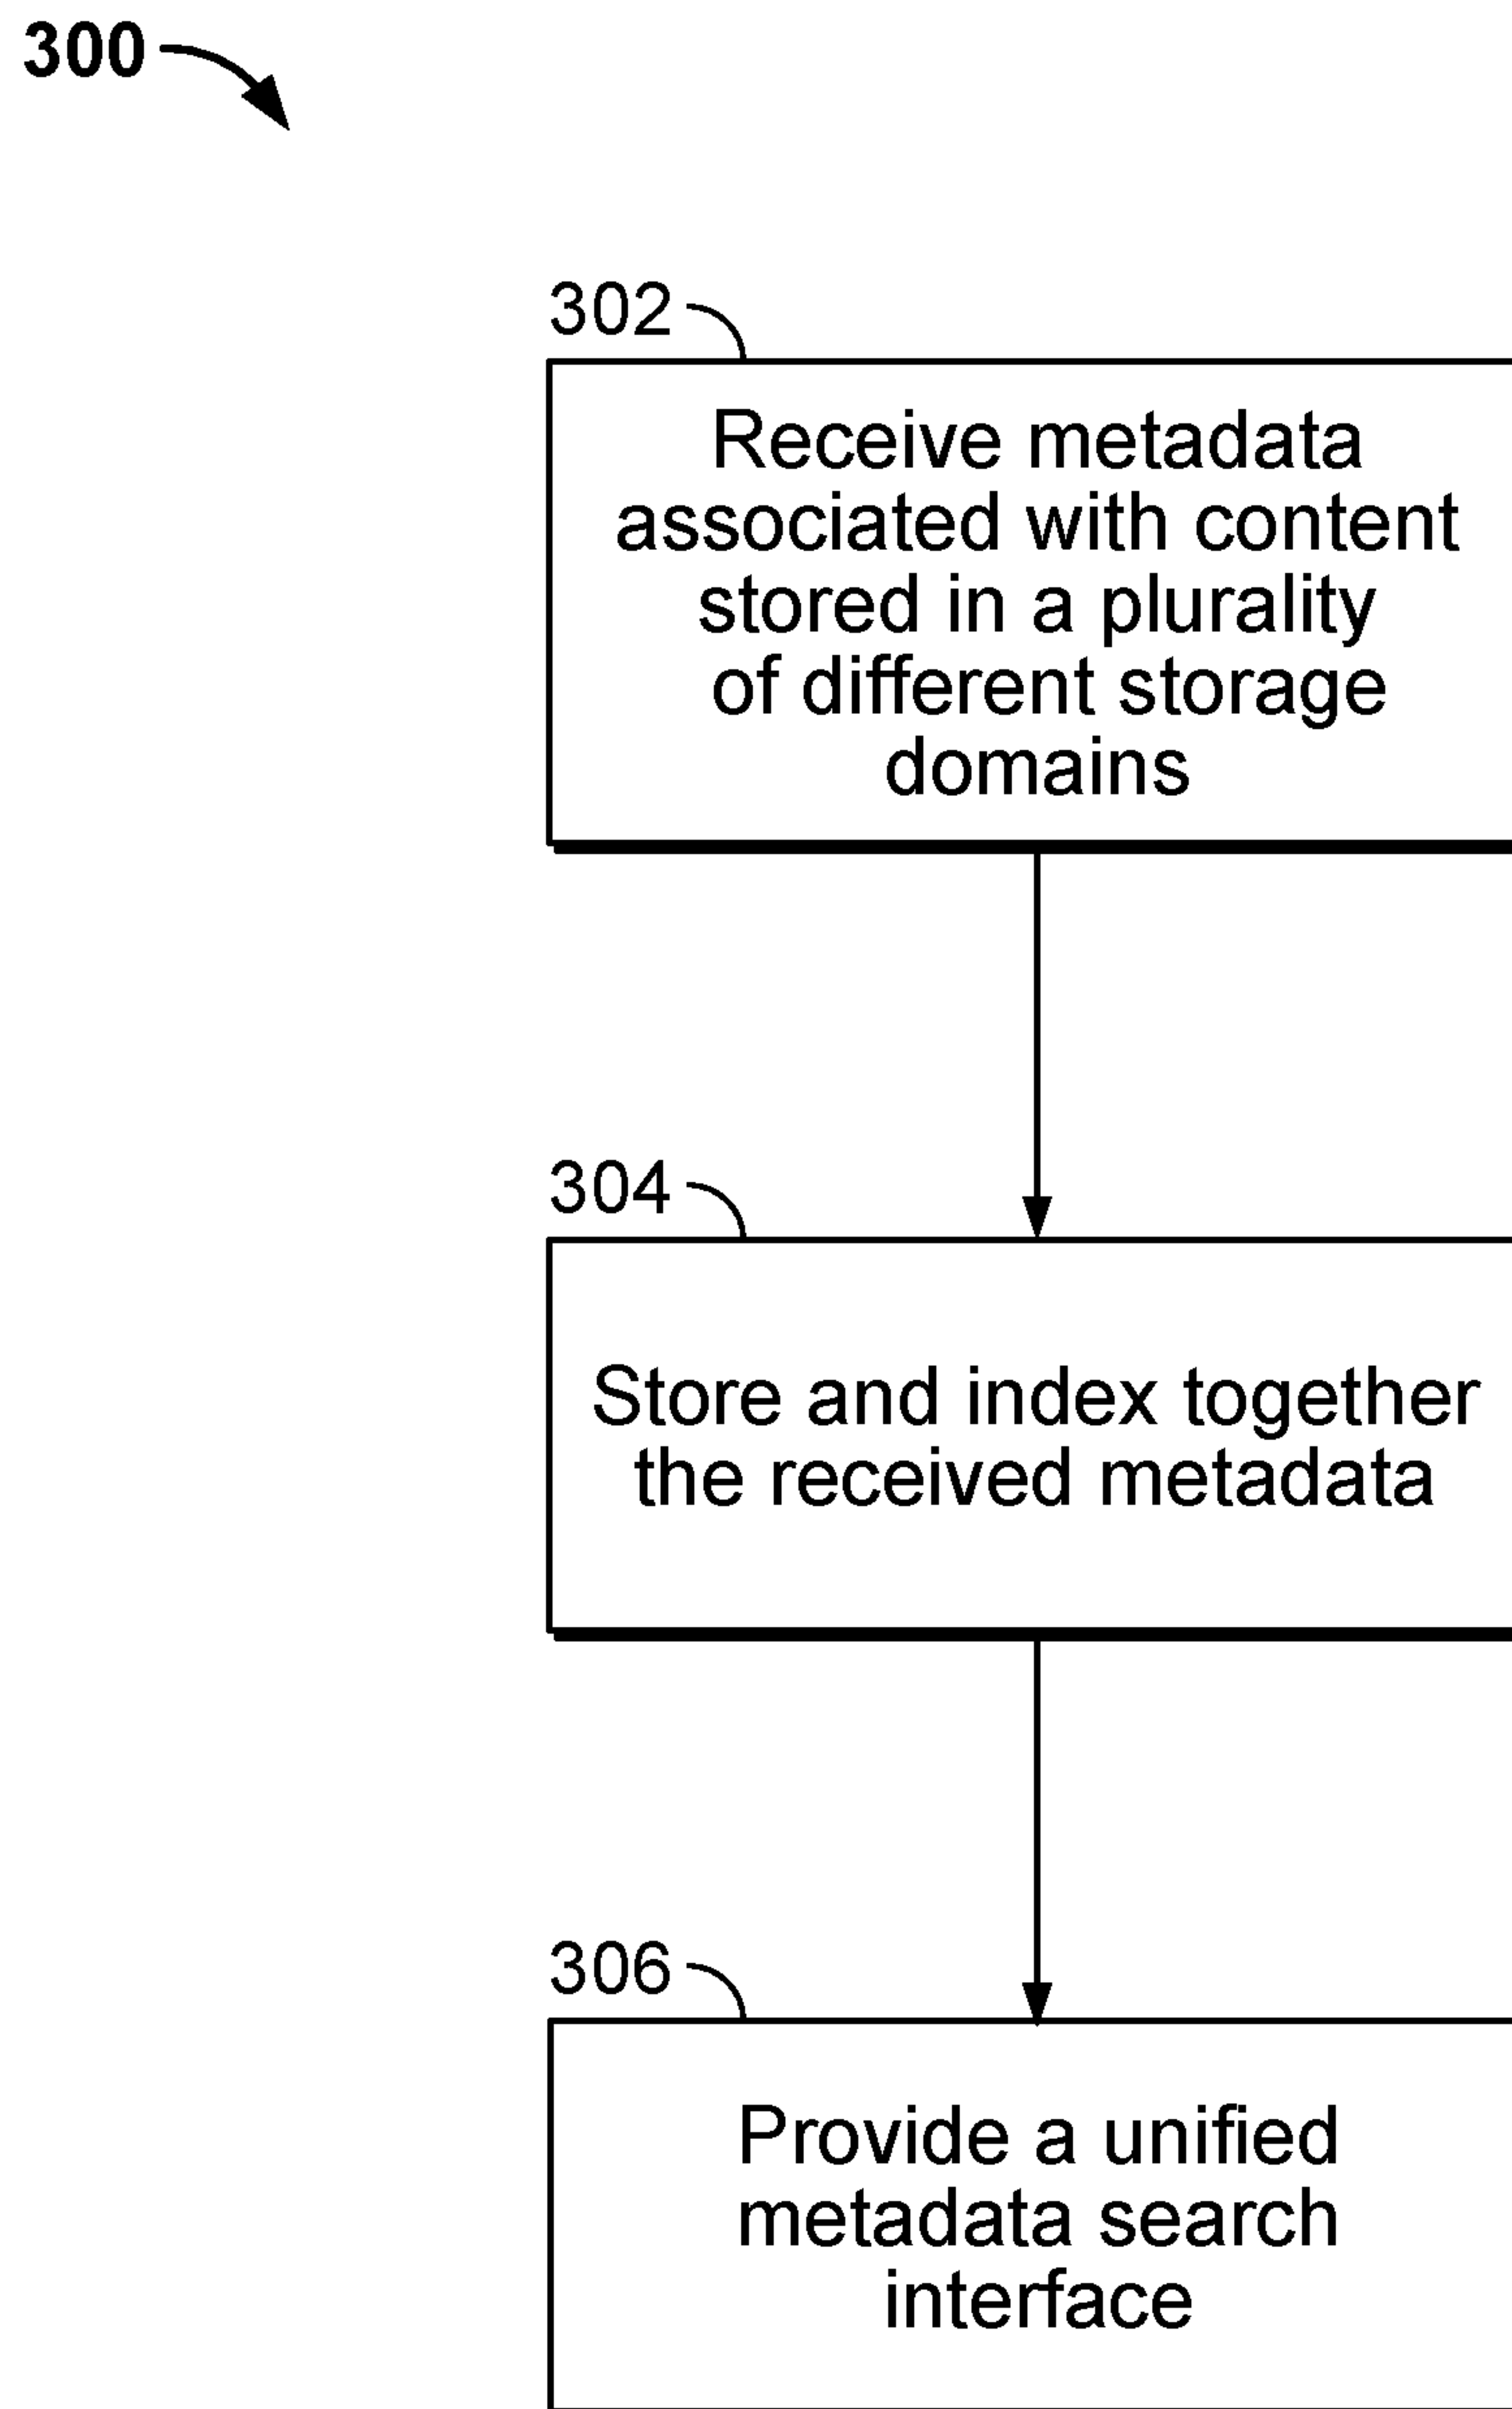 300
302
Receive metadata
associated with content
stored in a plurality
of different storage
domains
304
Store and index together
the received metadata
306
Provide a unified
metadata search
interface